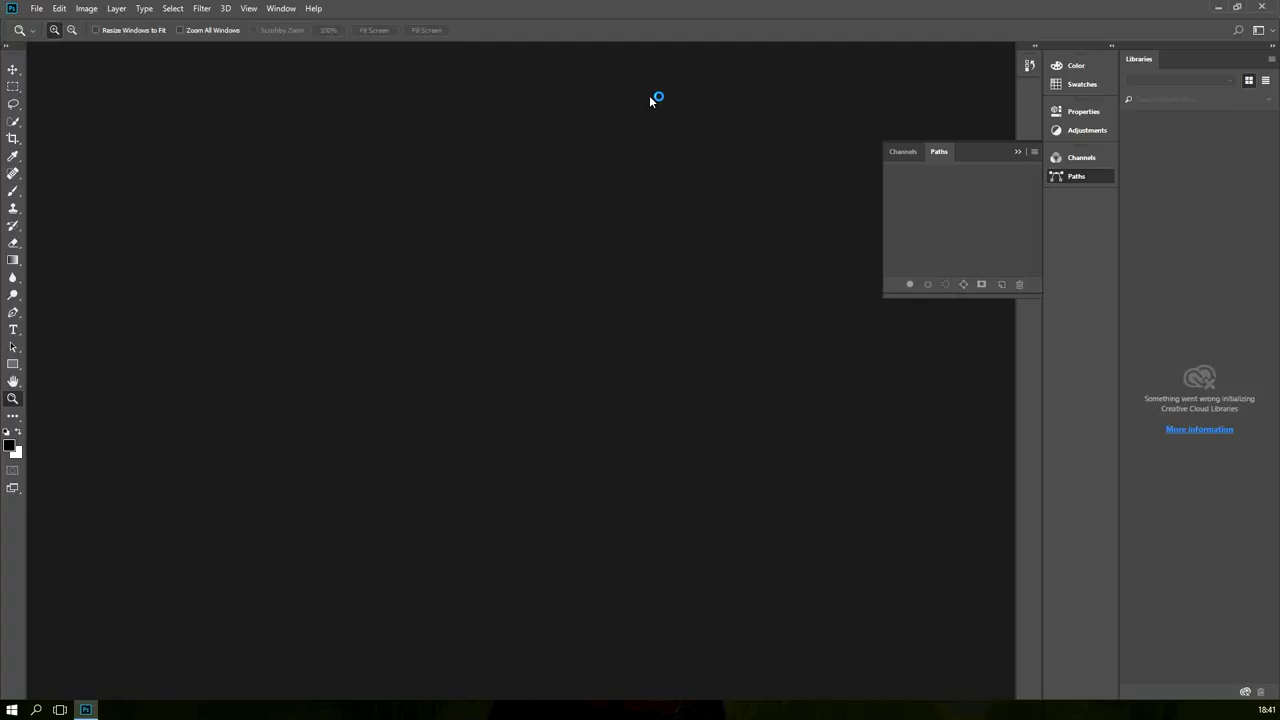 Ps File Edit Image Layer Type Select Filter 3D View Window Help
Resize Windows to Fit Zoom All Windows Scrubby Zoom 100% Fit Screen Fill Screen
Libraries
Color
Swatches
Properties
Adjustments
Channels
Paths
Channels Paths
T
Something went wrong initializing
Creative Cloud Libraries
More information
Ps
18:41